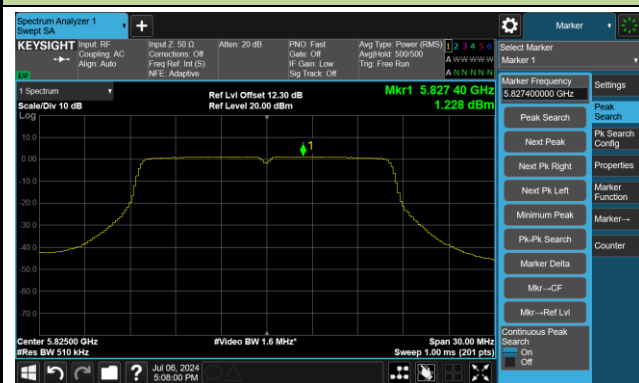 Spectrum Analyzer 1
Swept SA
Marker
KEYSIGHT
Input: RF
Coupling: AC
Align: Auto
Input Z: 50 Ω
Corrections: Off
Freq Ref: Int (S)
NFE: Adaptive
Atten: 20 dB
PNO: Fast
Gate: Off
IF Gain: Low
Sig Track: Off
Avg Type: Power (RMS)
Avg|Hold: 500/500
Trig: Free Run
1 2 3 4 5 6
A W W W W W
A N N N N N
LXI
Select Marker
Marker 1
1 Spectrum
Scale/Div 10 dB
Log
Ref Lvl Offset 12.30 dB
Ref Level 20.00 dBm
Mkr1 5.827 40 GHz
1.228 dBm
10.0
0.00
-10.0
-20.0
-30.0
-40.0
-50.0
-60.0
-70.0
1
Center 5.82500 GHz
#Res BW 510 kHz
#Video BW 1.6 MHz*
Span 30.00 MHz
Sweep 1.00 ms (201 pts)
Marker Frequency
5.827400000 GHz
Peak Search
Next Peak
Next Pk Right
Next Pk Left
Minimum Peak
Pk-Pk Search
Marker Delta
Mkr→CF
Mkr→Ref Lvl
Continuous Peak
Search
On
Off
Settings
Peak
Search
Pk Search
Config
Properties
Marker
Function
Marker→
Counter
Jul 06, 2024
5:08:00 PM